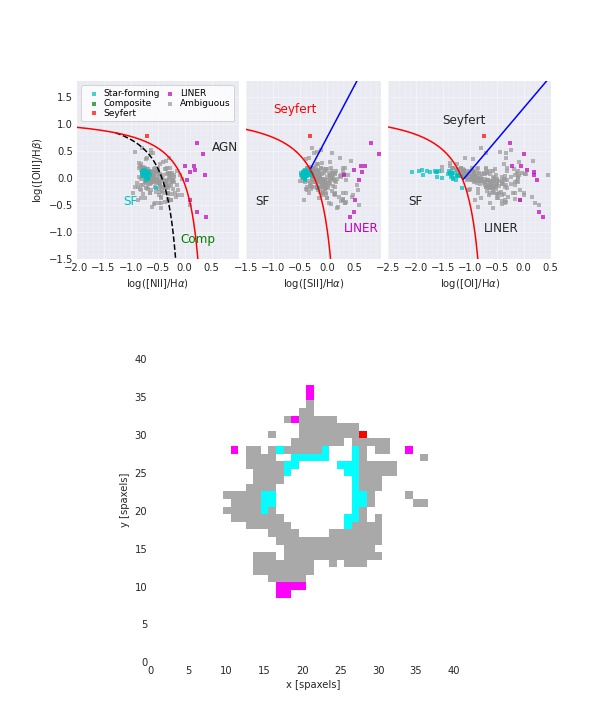 Star-forming LINER
Composite Ambiguous
Seyfert
1.5
1.0
0.5
0.0
−0.5
−1.0
−1.5
log([OIII]/Hβ)
AGN
SF
Comp
Seyfert
SF
LINER
Seyfert
SF
LINER
−2.0 −1.5 −1.0 −0.5 0.0 0.5
−1.0 −0.5 0.0 0.5
−2.5 −2.0 −1.5 −1.0 −0.5 0.0 0.5
log([NII]/Hα)
log([SII]/Hα)
log([OI]/Hα)
40
35
30
25
20
15
10
5
0
y [spaxels]
0 5 10 15 20 25 30 35 40
x [spaxels]